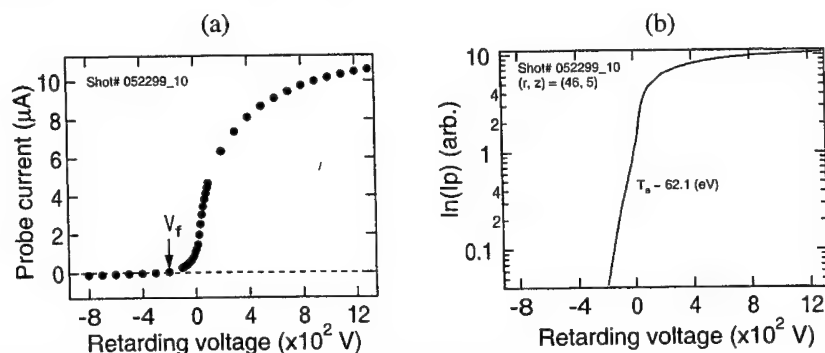 (a)
Probe current (μA)
10
8
6
4
2
0
Shot# 052299_10
V_f
-8
-4
0
4
8
12
Retarding voltage (x10² V)
(b)
ln(Ip) (arb.)
10
4
2
1
4
2
0.1
Shot# 052299_10
(r, z) = (46, 5)
Tₑ ~ 62.1 (eV)
-8
-4
0
4
8
12
Retarding voltage (x10² V)